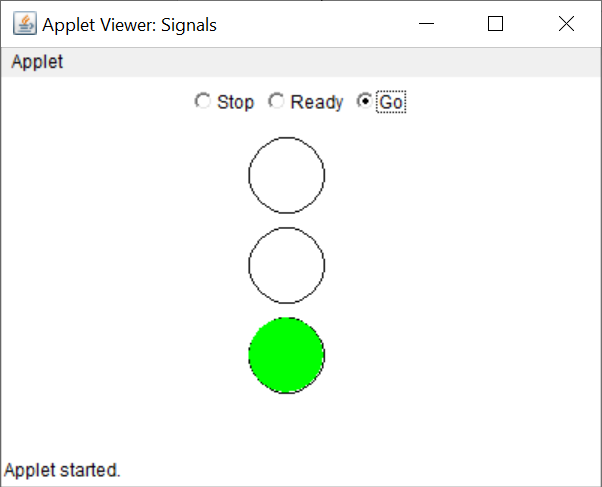 Applet Viewer: Signals
Applet
Stop Ready Go
Applet started.